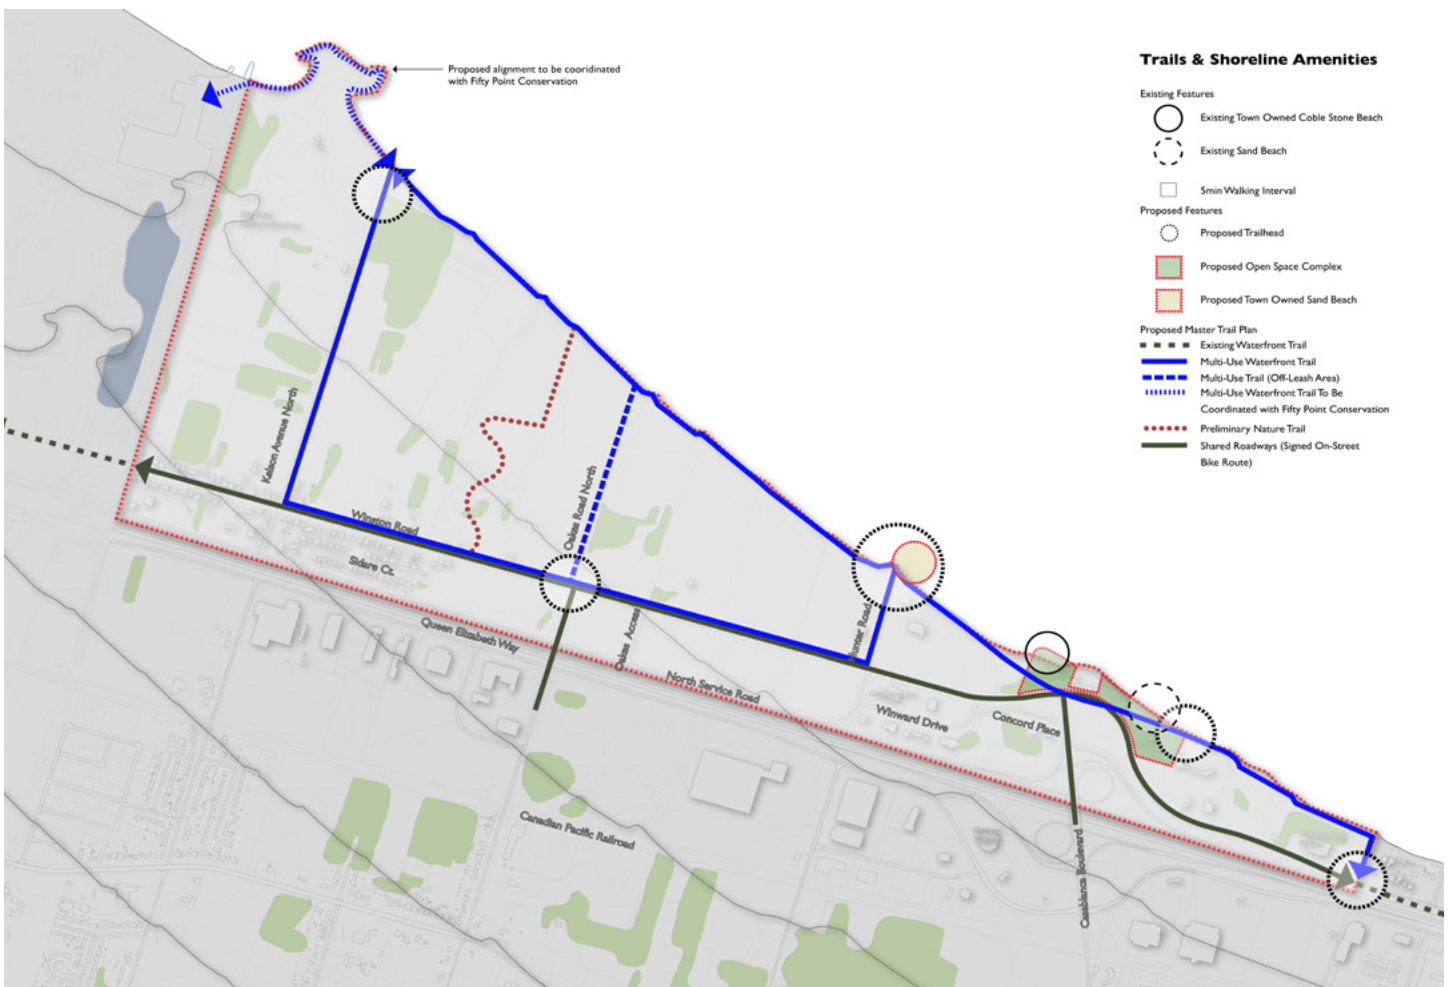 Trails & Shoreline Amenities
Existing Features
Existing Town Owned Coble Stone Beach
Existing Sand Beach
5min Walking Interval
Proposed Features
Proposed Trailhead
Proposed Open Space Complex
Proposed Town Owned Sand Beach
Proposed Master Trail Plan
Existing Waterfront Trail
Multi-Use Waterfront Trail
Multi-Use Trail (Off-Leash Area)
Multi-Use Waterfront Trail To Be
Coordinated with Fifty Point Conservation
Preliminary Nature Trail
Shared Roadways (Signed On-Street
Bike Route)
Proposed alignment to be cooridinated
with Fifty Point Conservation
Kelson Avenue North
Winston Road
Oakes Road North
Sldare Ct.
Queen Elizabeth Way
Oakes Access
North Service Road
Hunter Road
Winward Drive
Concord Place
Canadian Pacific Railroad
Casablanca Boulevard